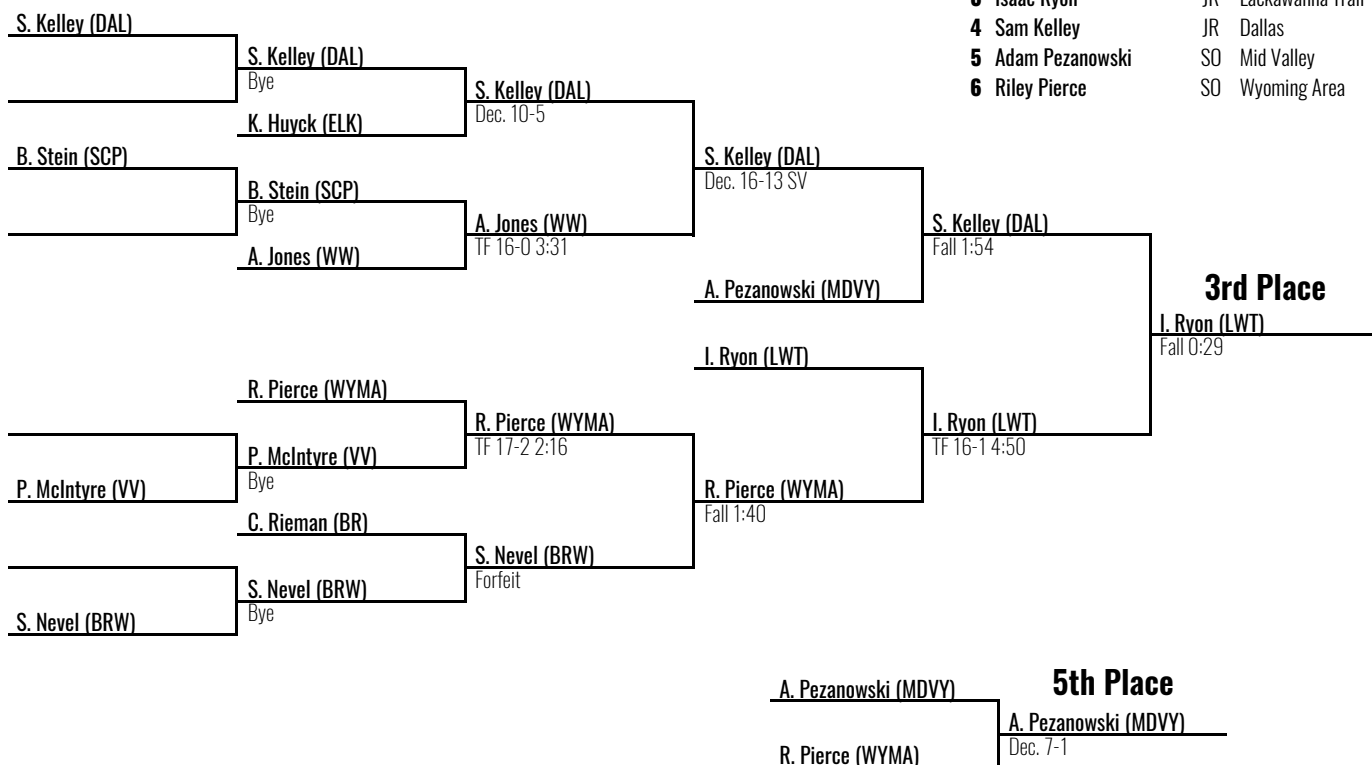 3 Isaac Ryon JR Lackawanna Trail
4 Sam Kelley JR Dallas
5 Adam Pezanowski SO Mid Valley
6 Riley Pierce SO Wyoming Area
S. Kelley (DAL)
S. Kelley (DAL)
Bye
S. Kelley (DAL)
Dec. 10-5
K. Huyck (ELK)
B. Stein (SCP)
S. Kelley (DAL)
Dec. 16-13 SV
B. Stein (SCP)
Bye
A. Jones (WW)
TF 16-0 3:31
S. Kelley (DAL)
Fall 1:54
A. Jones (WW)
A. Pezanowski (MDVY)
3rd Place
I. Ryon (LWT)
Fall 0:29
I. Ryon (LWT)
R. Pierce (WYMA)
R. Pierce (WYMA)
TF 17-2 2:16
I. Ryon (LWT)
TF 16-1 4:50
P. McIntyre (VV)
Bye
P. McIntyre (VV)
R. Pierce (WYMA)
Fall 1:40
C. Rieman (BR)
S. Nevel (BRW)
Forfeit
S. Nevel (BRW)
Bye
S. Nevel (BRW)
5th Place
A. Pezanowski (MDVY)
A. Pezanowski (MDVY)
Dec. 7-1
R. Pierce (WYMA)